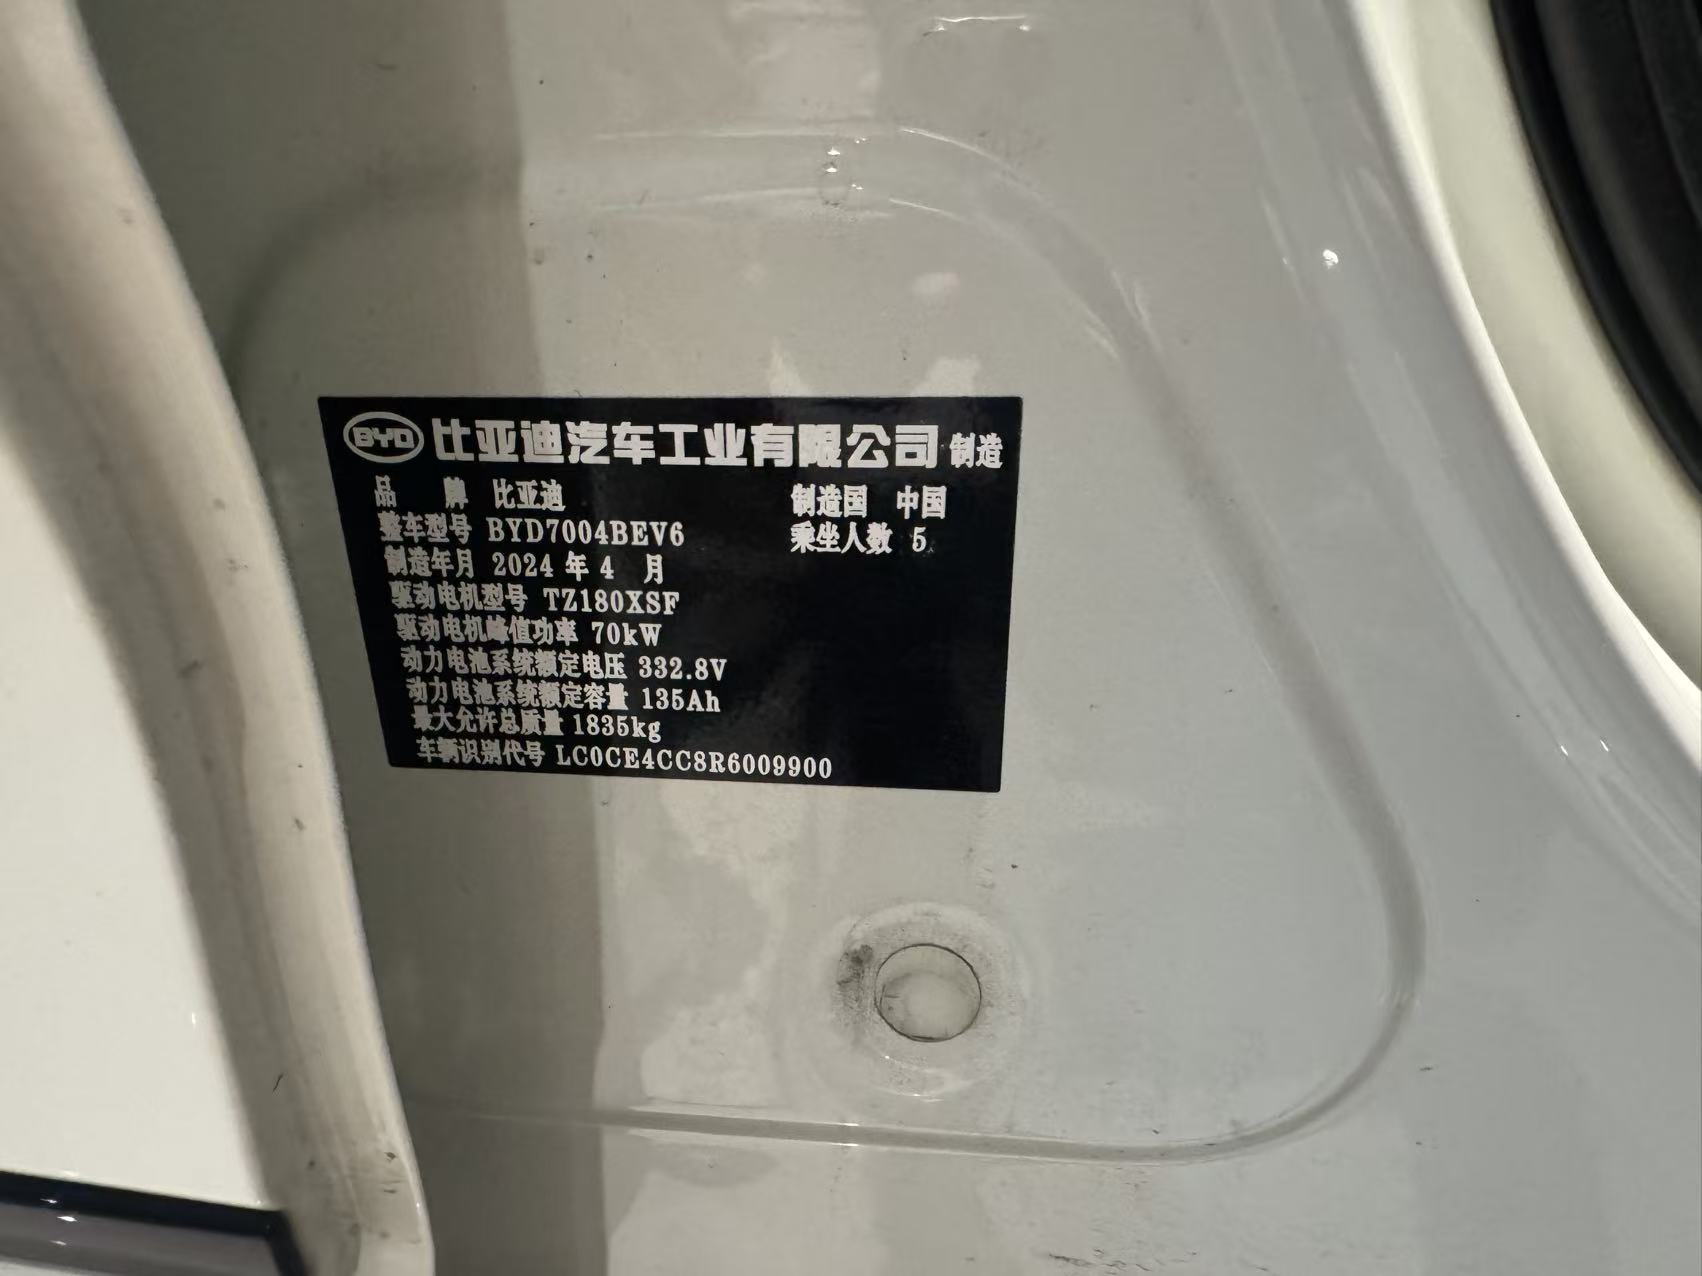 BYD 比亚迪汽车工业有限公司 制造
品牌 比亚迪 制造国 中国
整车型号 BYD7004BEV6 乘坐人数 5
制造年月 2024 年 4 月
驱动电机型号 TZ180XSF
驱动电机峰值功率 70kW
动力电池系统额定电压 332.8V
动力电池系统额定容量 135Ah
最大允许总质量 1835kg
车辆识别代号 LC0CE4CC8R6009900